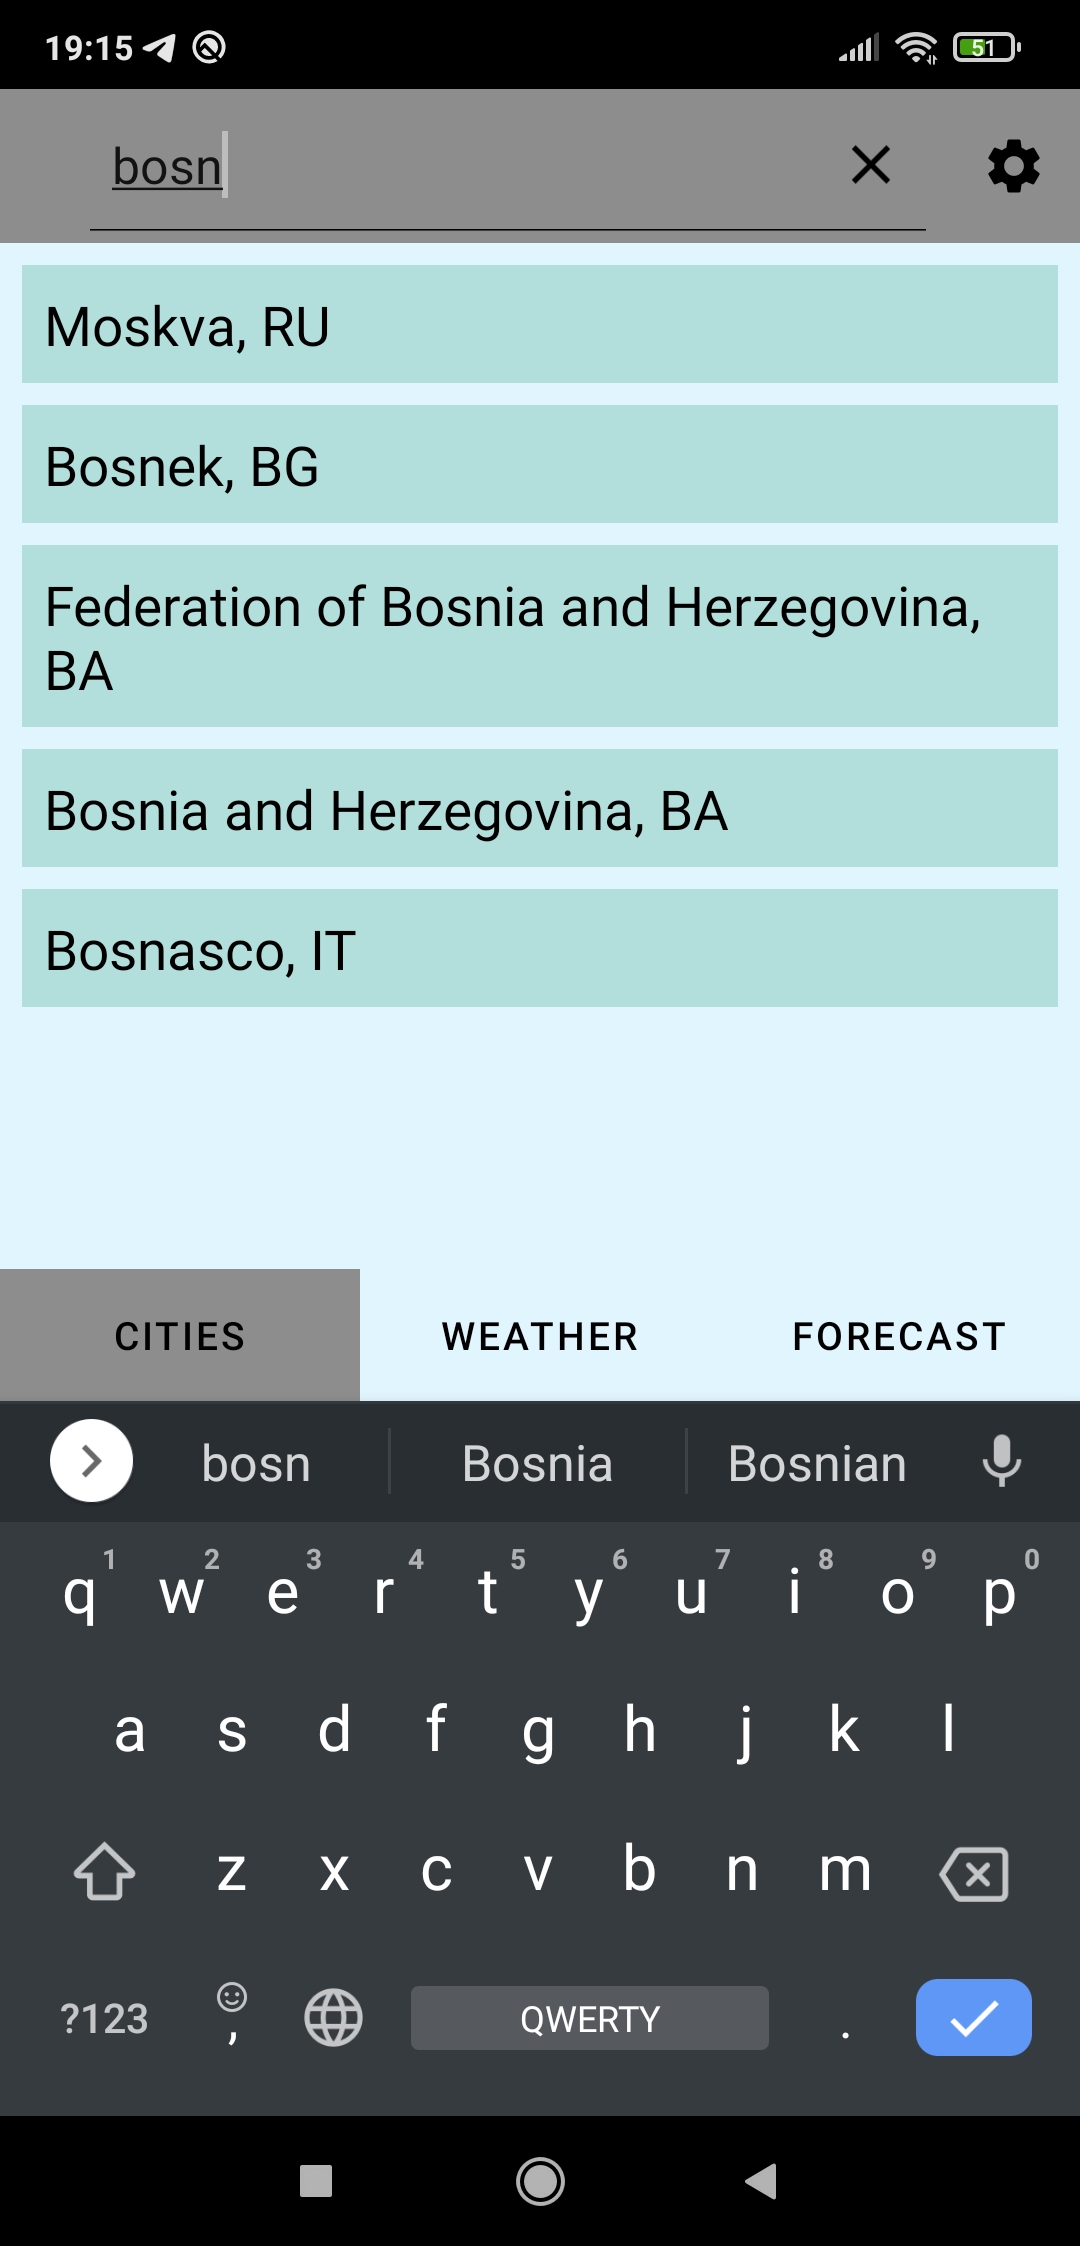 19:15
51
bosn
Moskva, RU
Bosnek, BG
Federation of Bosnia and Herzegovina,
BA
Bosnia and Herzegovina, BA
Bosnasco, IT
CITIES WEATHER FORECAST
bosn Bosnia Bosnian
1 2 3 4 5 6 7 8 9 0
q w e r t y u i o p
a s d f g h j k l
z x c v b n m
?123 , QWERTY .